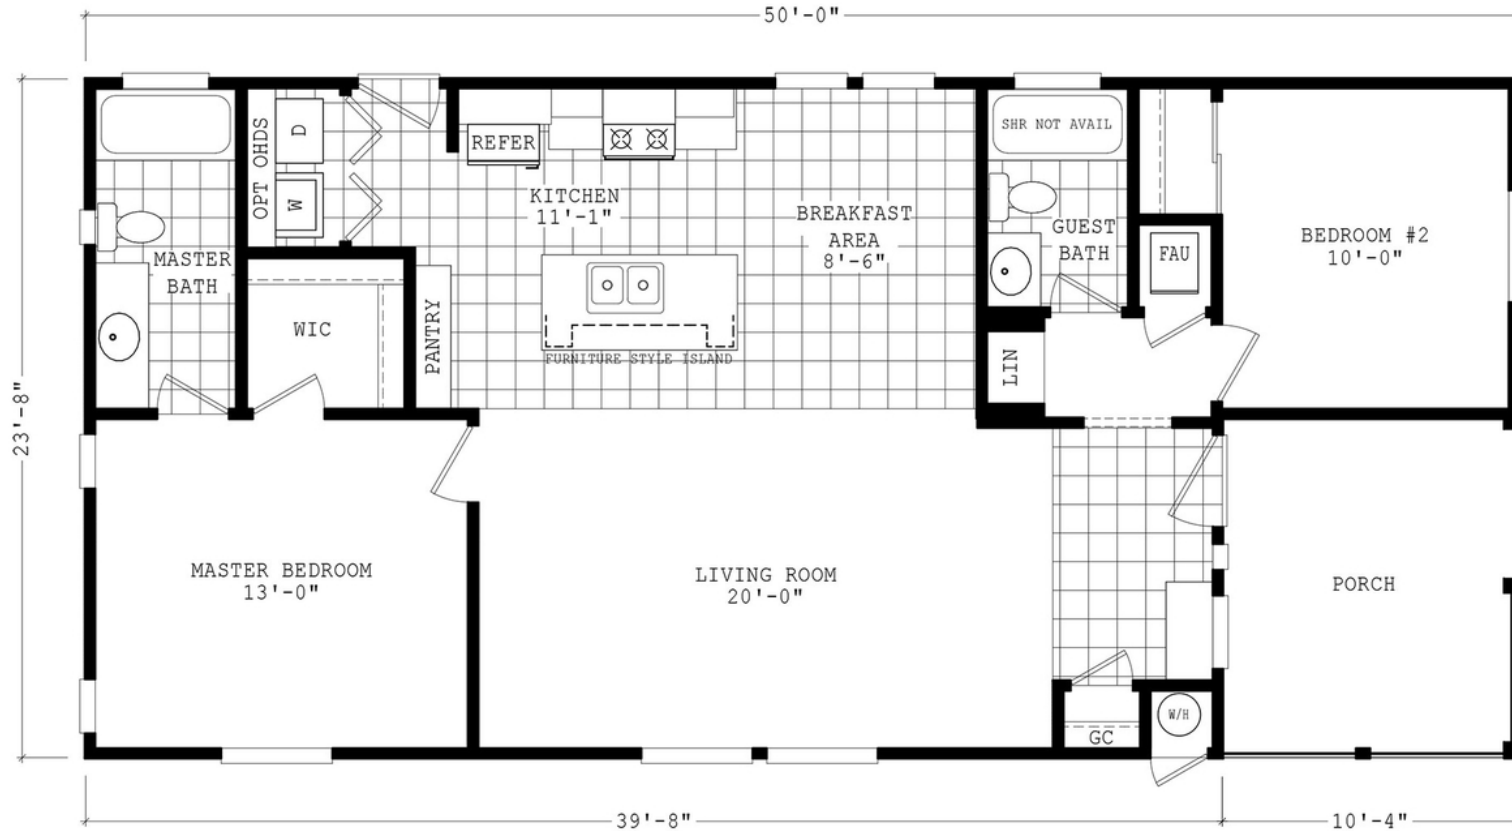 50'-0"
SHR NOT AVAIL
OPT OHDS
D
W
REFER
KITCHEN
11'-1"
BREAKFAST
AREA
8'-6"
GUEST
BATH
FAU
BEDROOM #2
10'-0"
MASTER
BATH
WIC
PANTRY
FURNITURE STYLE ISLAND
LIN
23'-8"
MASTER BEDROOM
13'-0"
LIVING ROOM
20'-0"
PORCH
W/H
GC
39'-8"
10'-4"